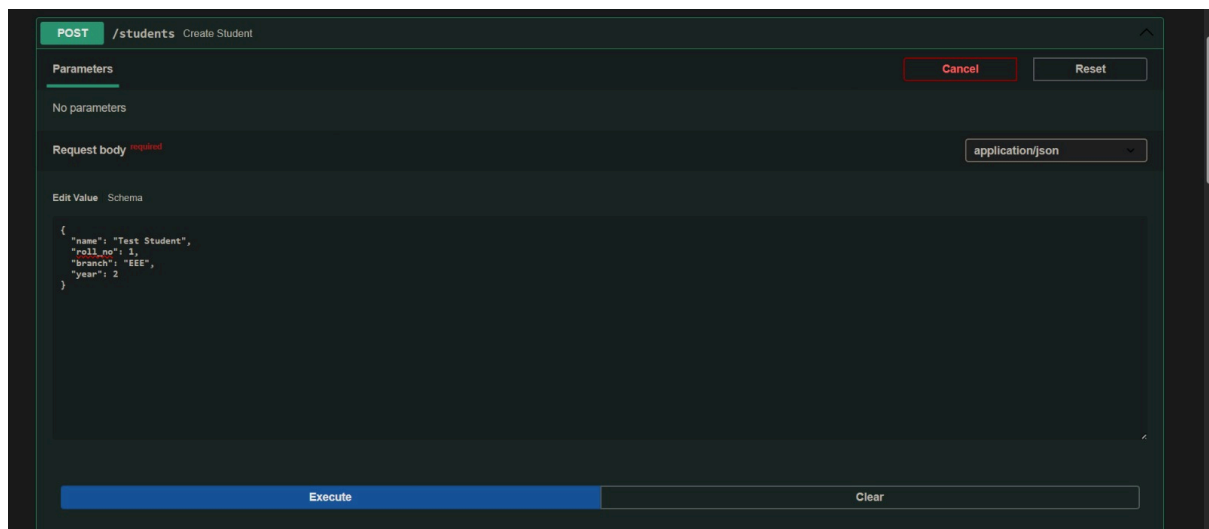 POST /students Create Student
Parameters
Cancel
Reset
No parameters
Request body required
application/json
Edit Value Schema
{
"name": "Test Student",
"roll_no": 1,
"branch": "EEE",
"year": 2
}
Execute
Clear